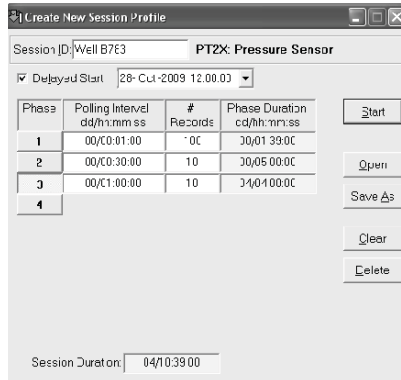 Create New Session Profile
Session ID: Well
PT2X: Pressure Sensor
Delayed Start 28-Oct-2009 12:00:00
Phase Polling Interval dd/hh:mm:ss # Records Phase Duration dd/hh:mm:ss
1 00/00:01:00 100 00/01:39:00
2 00/00:30:00 10 00/05:00:00
3 00/01:00:00 10 04/04:00:00
4
Start
Open
Save As
Clear
Delete
Session Duration: 04/10:39:00